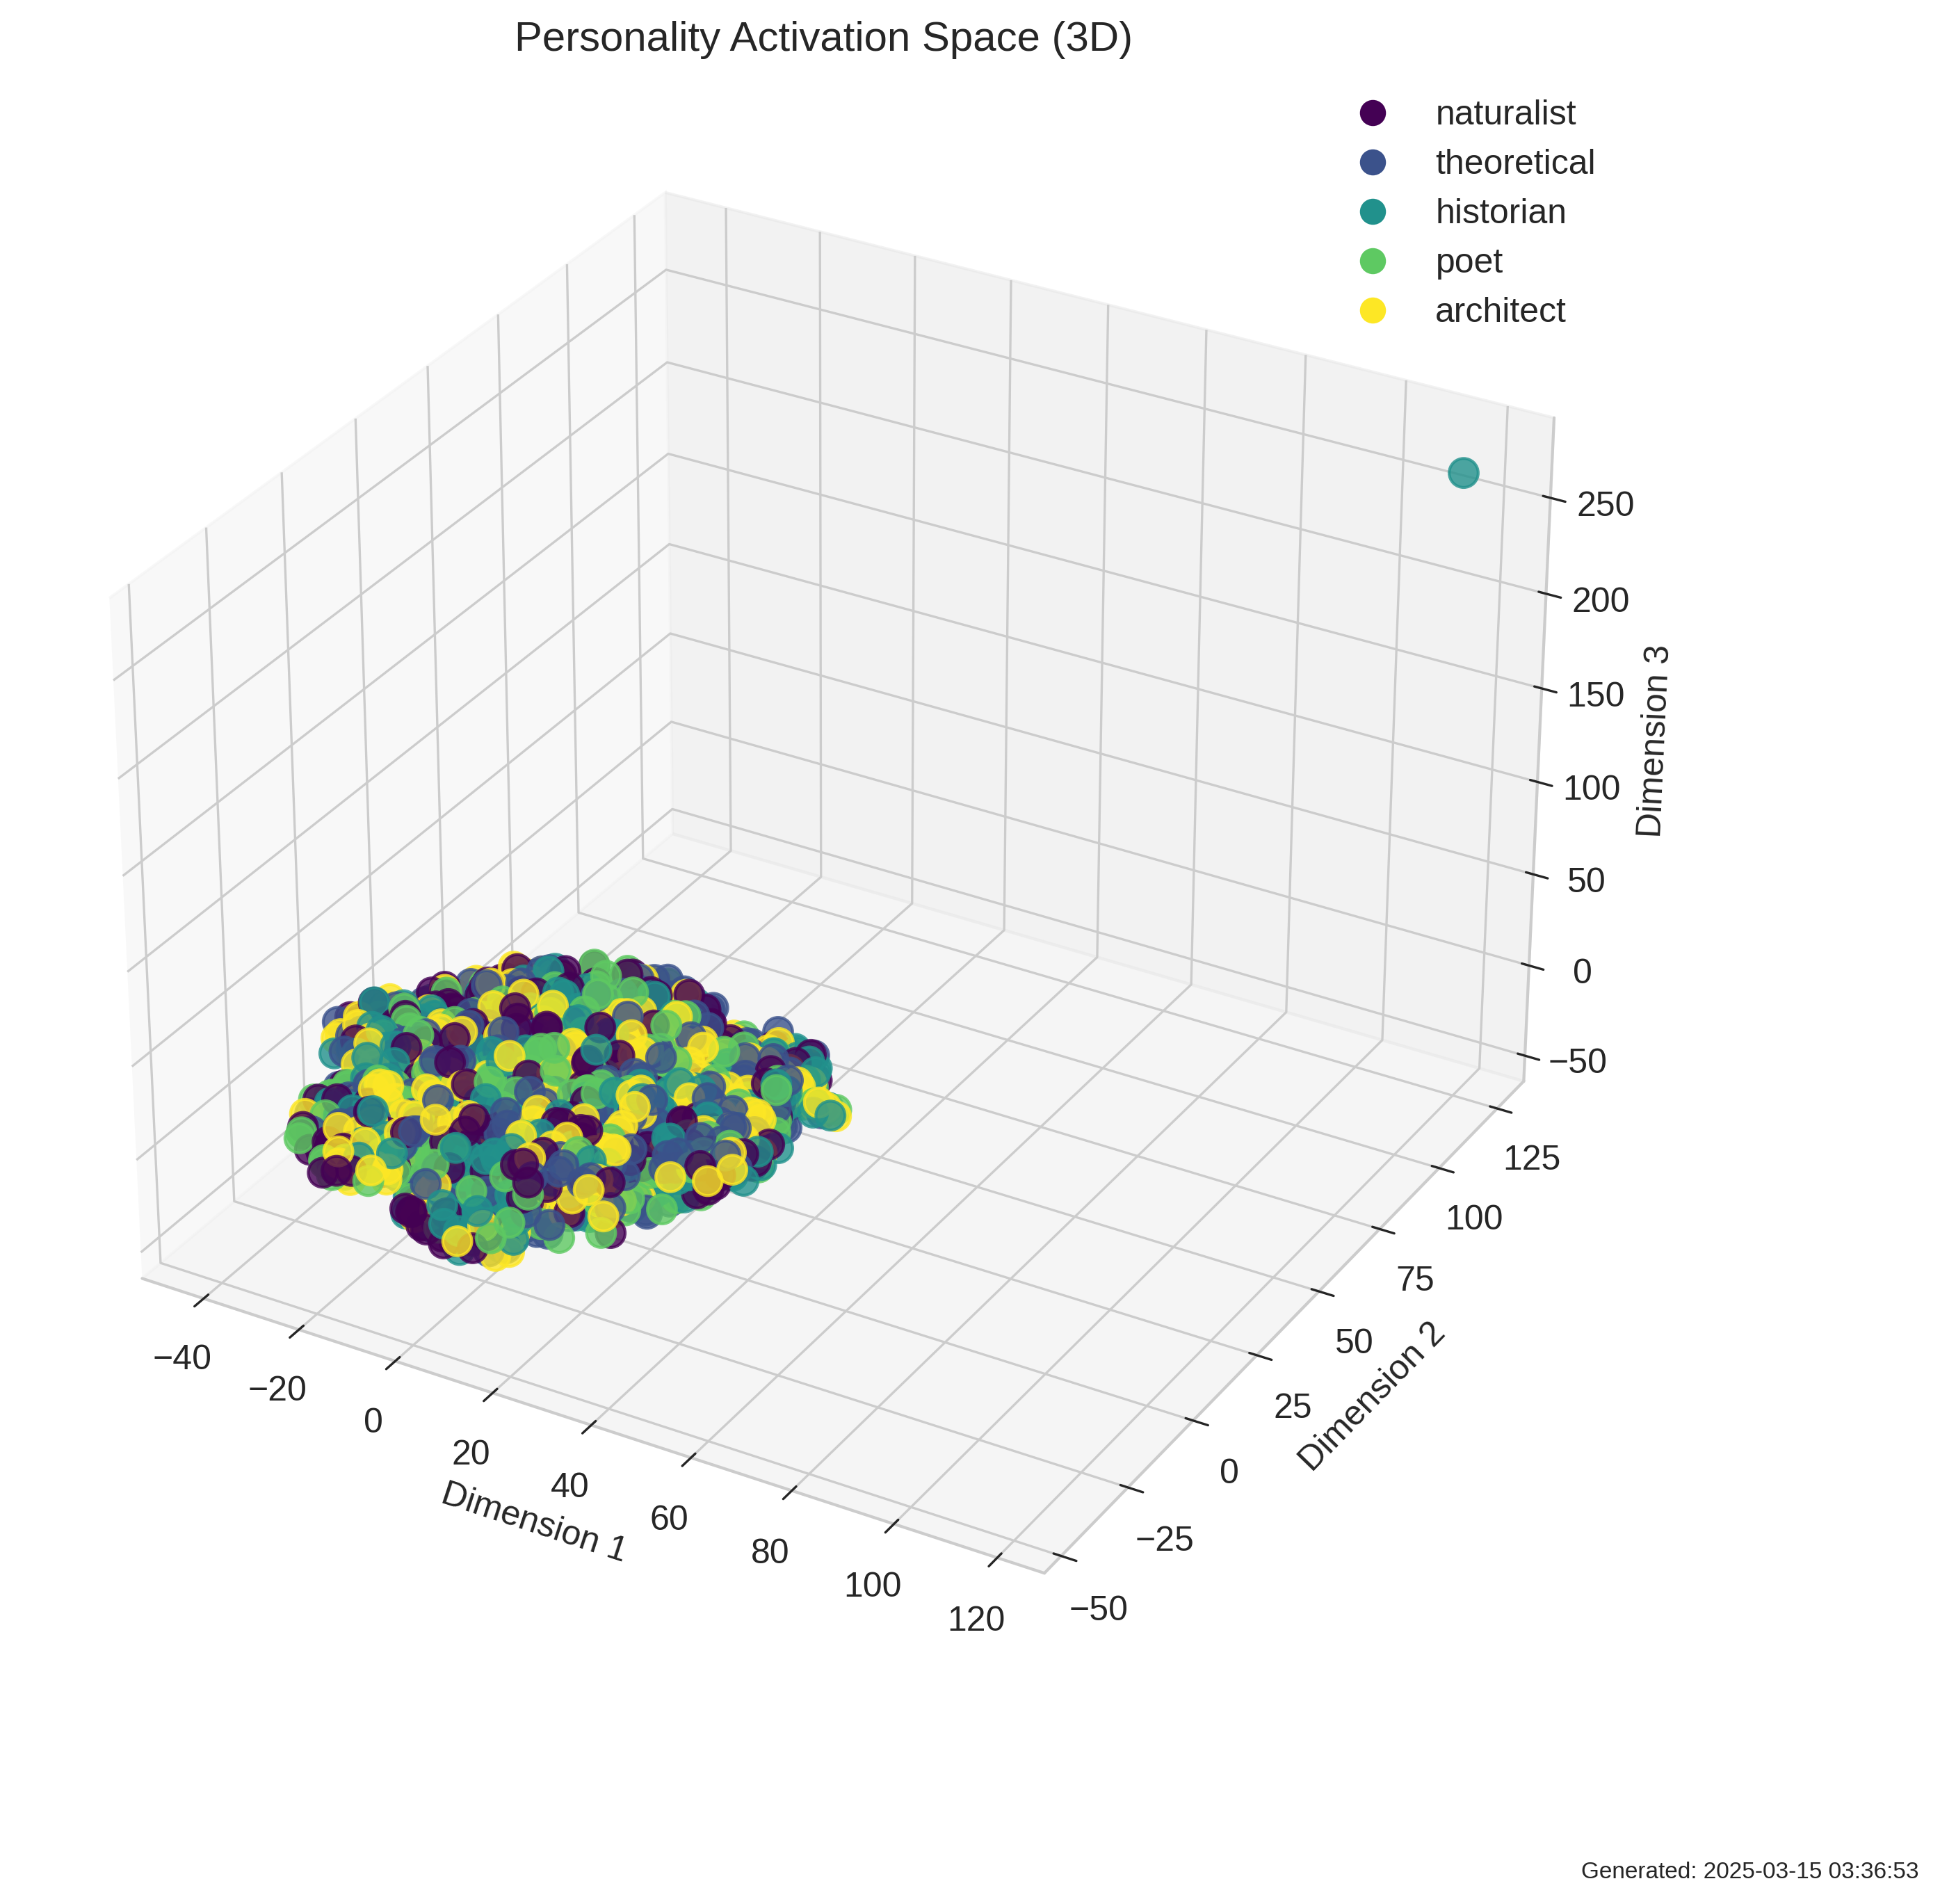 Personality Activation Space (3D)
naturalist
theoretical
historian
poet
architect
250
200
150
100
50
0
−50
Dimension 3
125
100
75
50
25
0
−25
−50
Dimension 2
−40
−20
0
20
40
60
80
100
120
Dimension 1
Generated: 2025-03-15 03:36:53